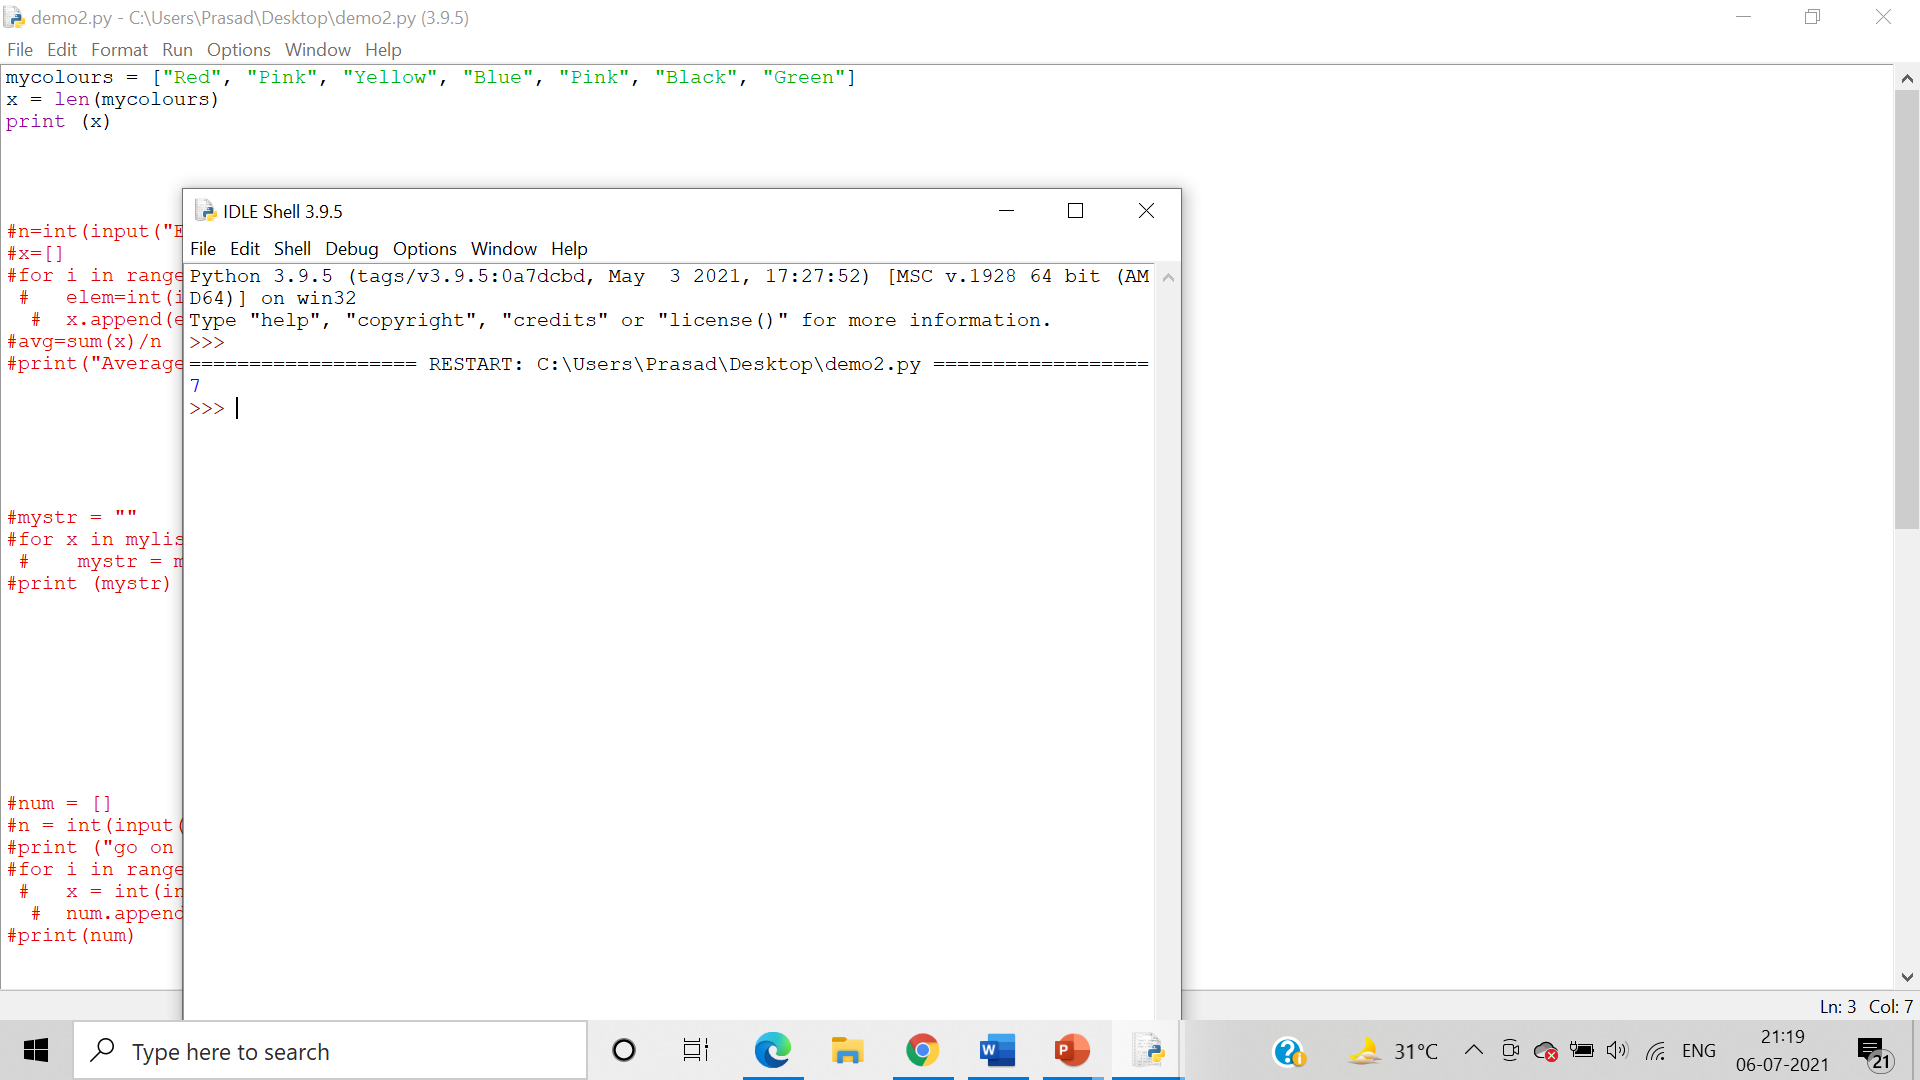 demo2.py - C:\Users\Prasad\Desktop\demo2.py (3.9.5)
File Edit Format Run Options Window Help
mycolours = ["Red", "Pink", "Yellow", "Blue", "Pink", "Black", "Green"]
x = len(mycolours)
print (x)
#n=int(input("E
#x=[]
#for i in range
#   elem=int(i
#  x.append(e
#avg=sum(x)/n
#print("Average
#mystr = ""
#for x in mylis
#    mystr = m
#print (mystr)
#num = []
#n = int(input(
#print ("go on
#for i in range
#   x = int(in
#  num.append
#print(num)
IDLE Shell 3.9.5
File Edit Shell Debug Options Window Help
Python 3.9.5 (tags/v3.9.5:0a7dcbd, May  3 2021, 17:27:52) [MSC v.1928 64 bit (AM
D64)] on win32
Type "help", "copyright", "credits" or "license()" for more information.
>>>
=================== RESTART: C:\Users\Prasad\Desktop\demo2.py ==================
7
>>>
Ln: 3 Col: 7
Type here to search
31°C
ENG
21:19
06-07-2021
21